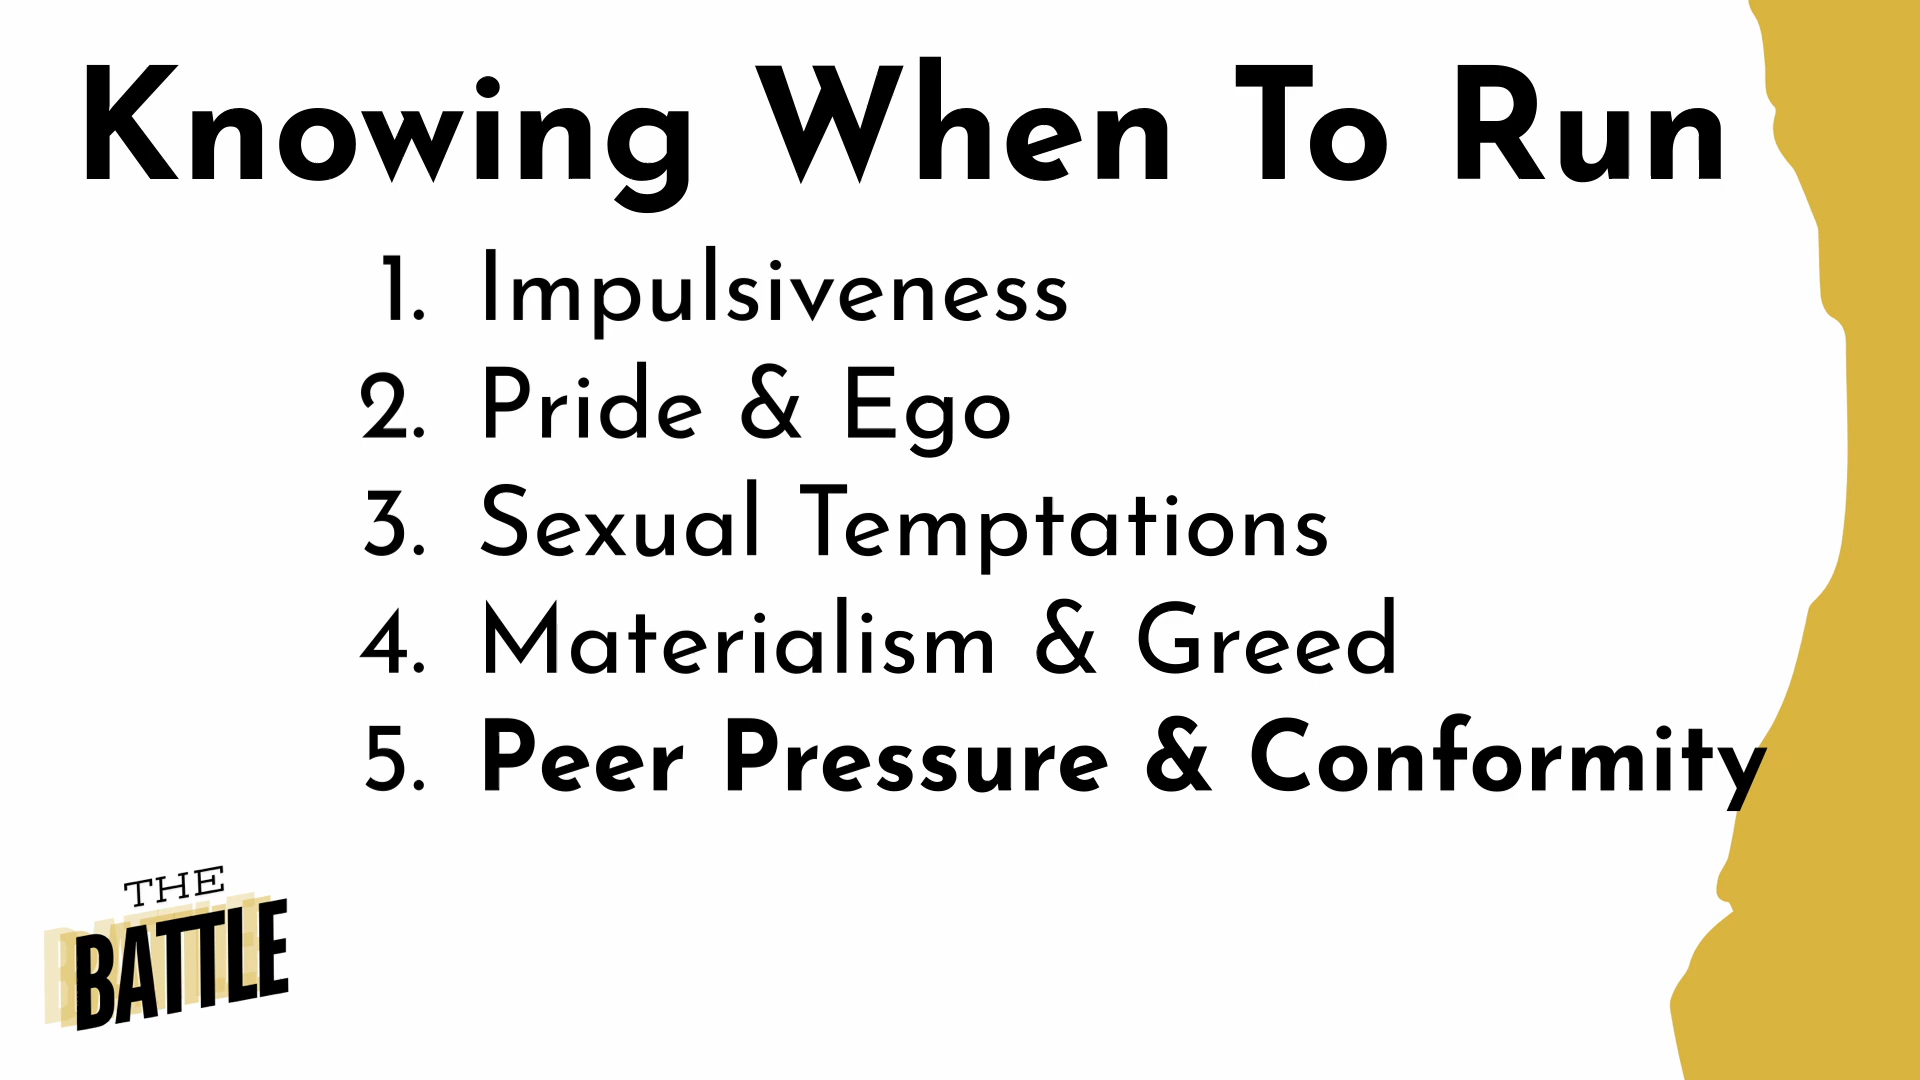 Knowing When To Run
1. Impulsiveness
2. Pride & Ego
3. Sexual Temptations
4. Materialism & Greed
5. Peer Pressure & Conformity
THE
BATTLE